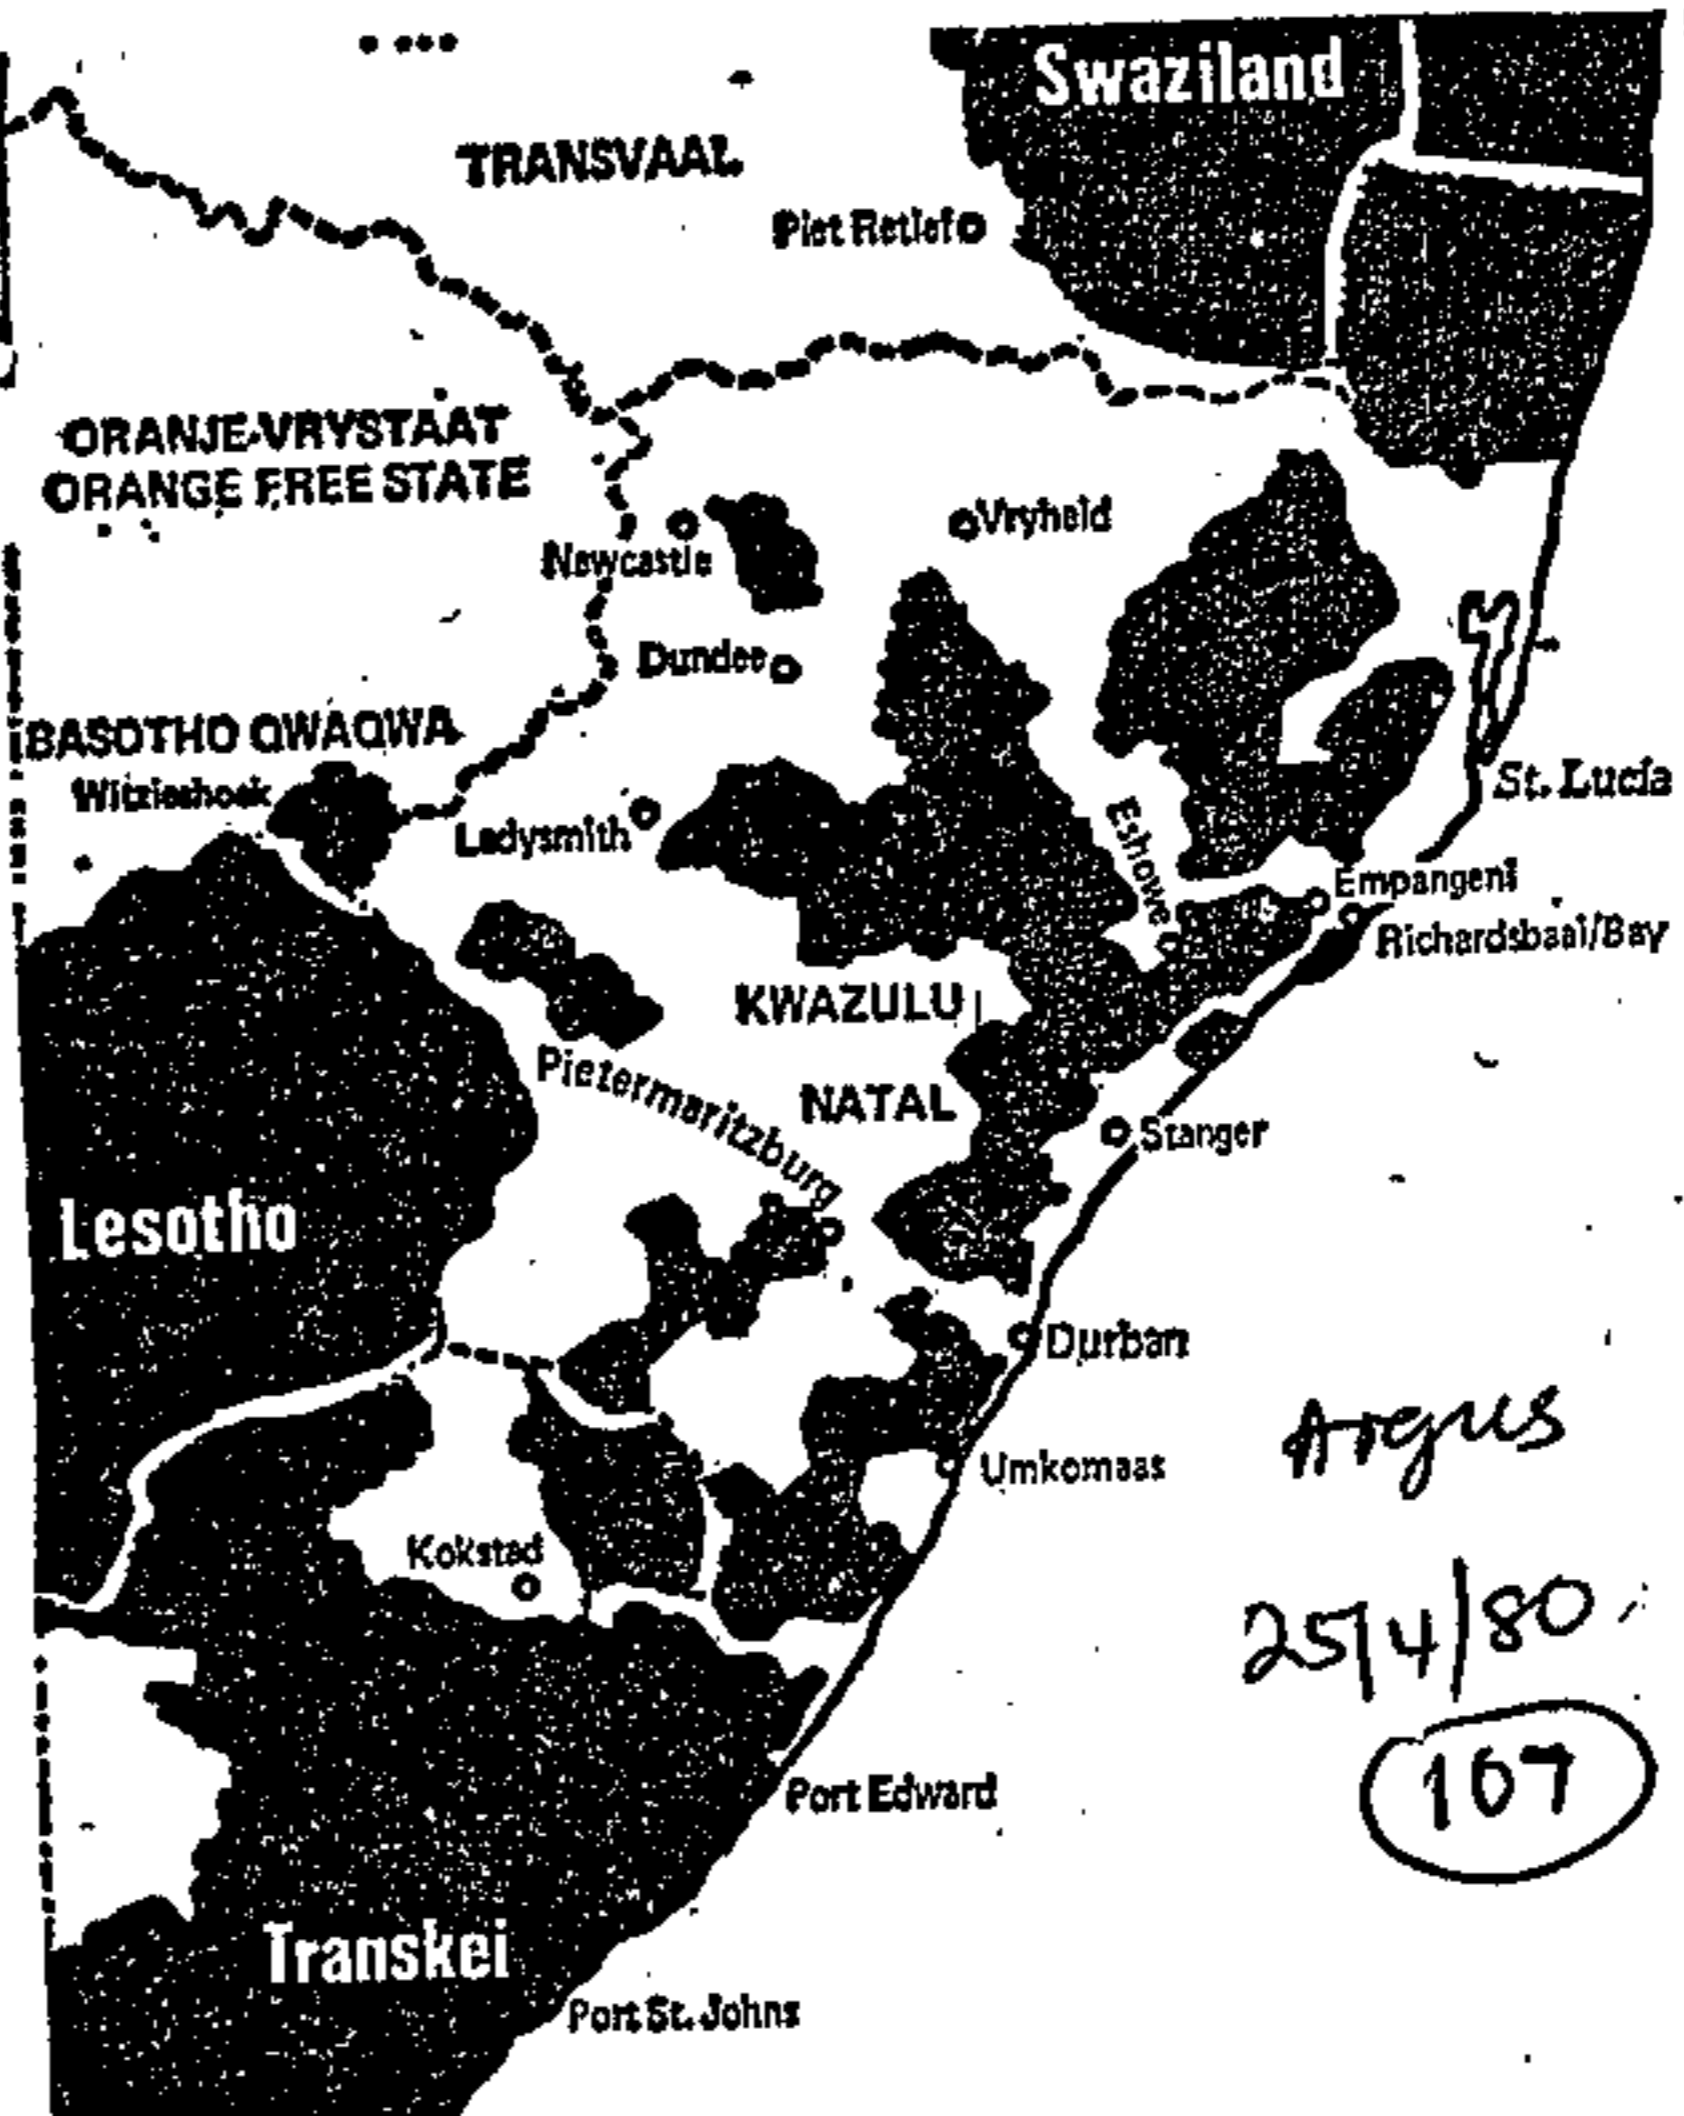 Swaziland
TRANSVAAL
Piet Retief
ORANJE-VRYSTAAT
ORANGE FREE STATE
Vryheid
Newcastle
Dundee
BASOTHO QWAQWA
Witzieshoek
St. Lucia
Ladysmith
Eshowe
Empangeni
Richardsbaai/Bay
KWAZULU
Pietermaritzburg
NATAL
Stanger
Lesotho
Durban
Argus
Umkomaas
Kokstad
25/4/80
107
Port Edward
Transkei
Port St. Johns